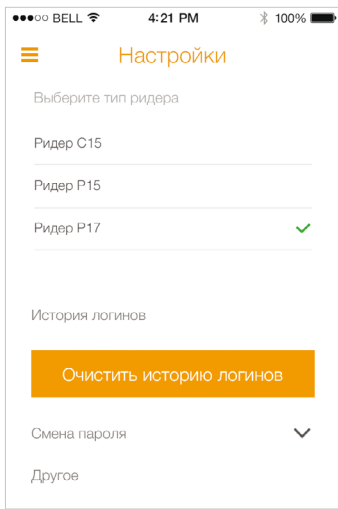 BELL 4:21 PM 100%
Настройки
Выберите тип ридера
Ридер C15
Ридер P15
Ридер P17
История логинов
Очистить историю логинов
Смена пароля
Другое